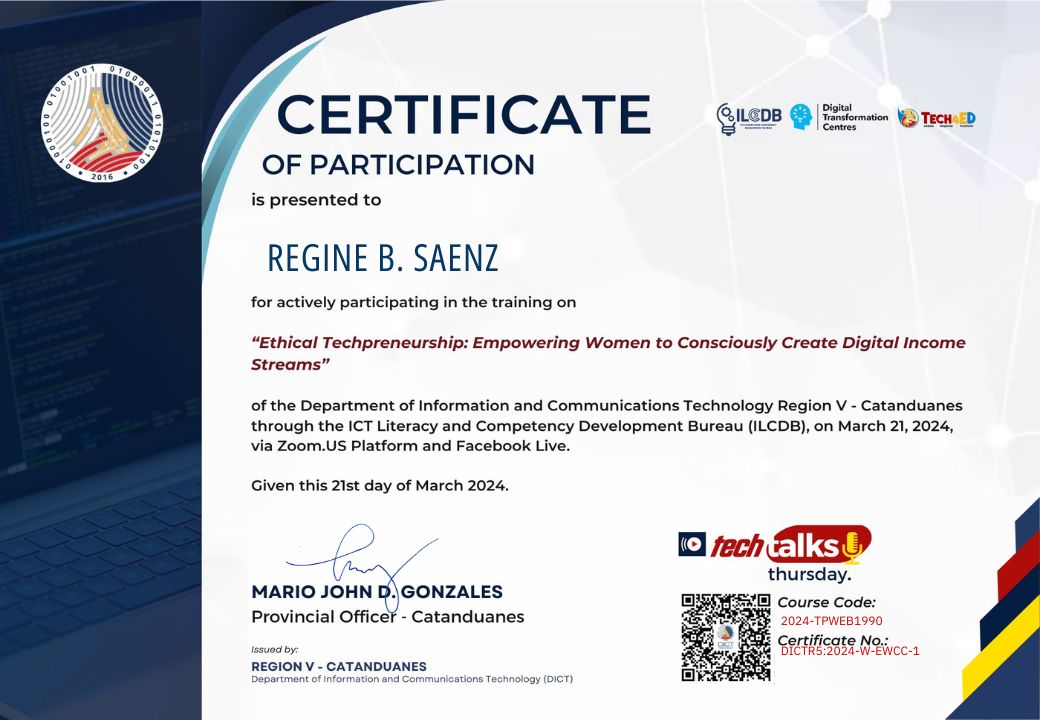 01000100 01001001 01000011 01010100
2016
CERTIFICATE
OF PARTICIPATION
ILCDB
Digital
Transformation
Centres
TECH4ED
is presented to
REGINE B. SAENZ
for actively participating in the training on
“Ethical Techpreneurship: Empowering Women to Consciously Create Digital Income
Streams”
of the Department of Information and Communications Technology Region V - Catanduanes
through the ICT Literacy and Competency Development Bureau (ILCDB), on March 21, 2024,
via Zoom.US Platform and Facebook Live.
Given this 21st day of March 2024.
MARIO JOHN D. GONZALES
Provincial Officer - Catanduanes
Issued by:
REGION V - CATANDUANES
Department of Information and Communications Technology (DICT)
tech talks
thursday.
DICT
Course Code:
2024-TPWEB1990
Certificate No.:
DICTR5:2024-W-EWCC-1